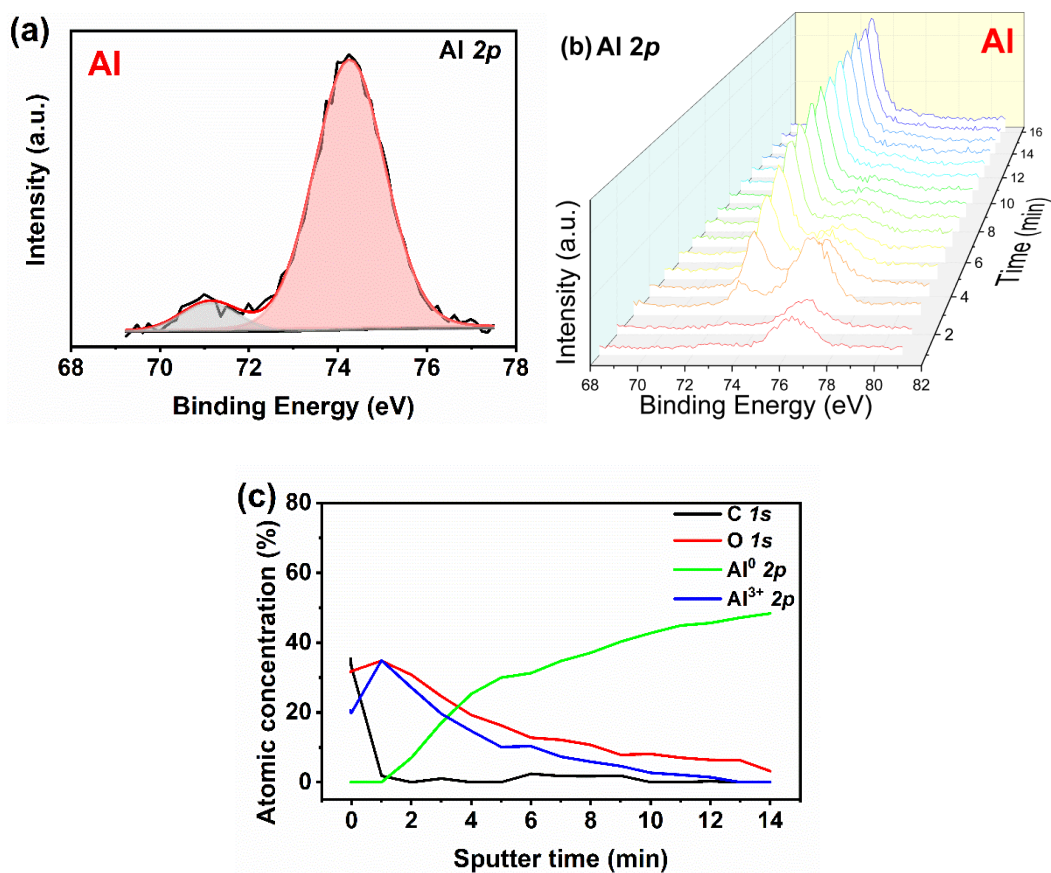 (a)
Al
Al 2p
Intensity (a.u.)
68 70 72 74 76 78
Binding Energy (eV)
(b) Al 2p
Al
Intensity (a.u.)
68 70 72 74 76 78 80 82
Binding Energy (eV)
2 4 6 8 10 12 14 16
Time (min)
(c)
Atomic concentration (%)
80
60
40
20
0
C 1s
O 1s
Al⁰ 2p
Al³⁺ 2p
0 2 4 6 8 10 12 14
Sputter time (min)